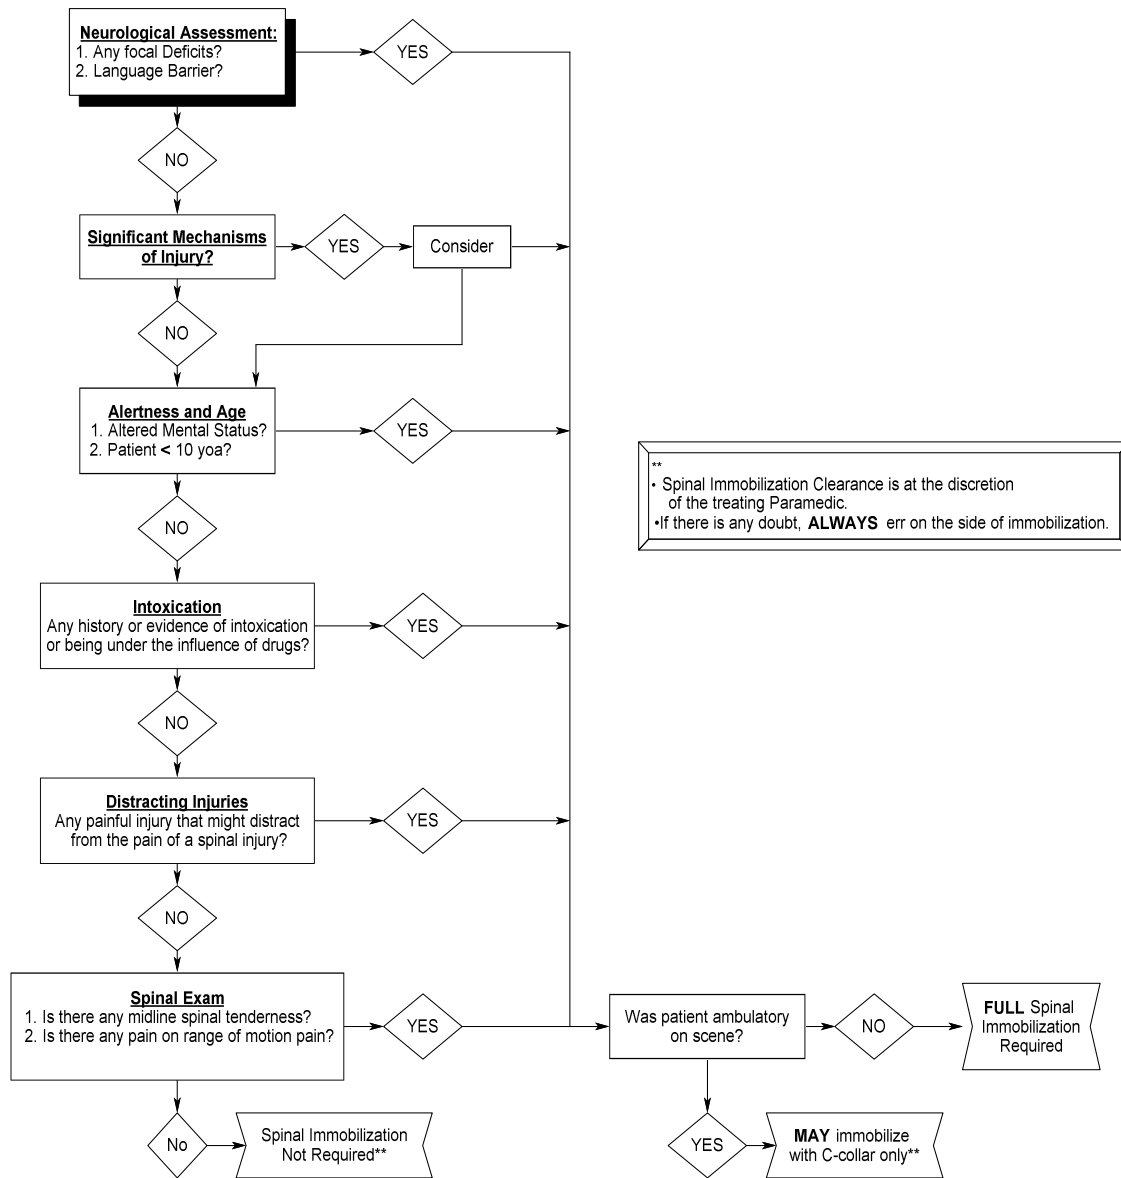 Neurological Assessment:
1. Any focal Deficits?
2. Language Barrier?
YES
NO
Significant Mechanisms
of Injury?
YES
Consider
NO
Alertness and Age
1. Altered Mental Status?
2. Patient < 10 yoa?
YES
**
• Spinal Immobilization Clearance is at the discretion
of the treating Paramedic.
•If there is any doubt, ALWAYS err on the side of immobilization.
NO
Intoxication
Any history or evidence of intoxication
or being under the influence of drugs?
YES
NO
Distracting Injuries
Any painful injury that might distract
from the pain of a spinal injury?
YES
NO
Spinal Exam
1. Is there any midline spinal tenderness?
2. Is there any pain on range of motion pain?
YES
Was patient ambulatory
on scene?
NO
FULL Spinal
Immobilization
Required
No
Spinal Immobilization
Not Required**
YES
MAY immobilize
with C-collar only**